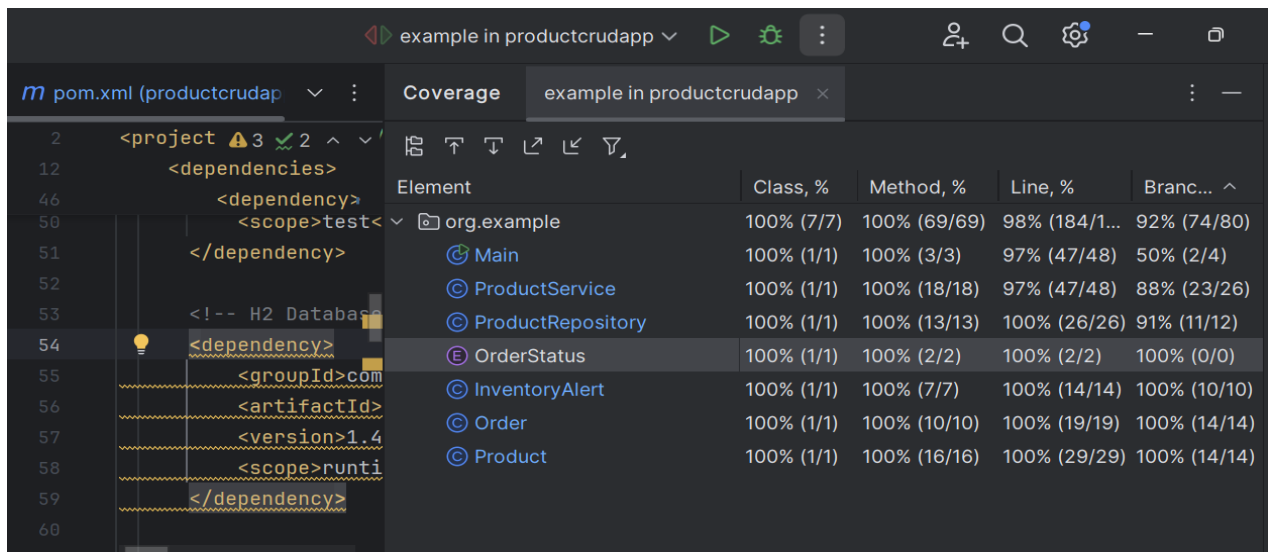 example in productcrudapp
m pom.xml (productcrudap
Coverage example in productcrudapp
2 <project 3 2
12 <dependencies>
46 <dependency>
50 <scope>test<
51 </dependency>
52
53 <!-- H2 Database
54 <dependency>
55 <groupId>com
56 <artifactId>
57 <version>1.4
58 <scope>runti
59 </dependency>
60
Element Class, % Method, % Line, % Branc...
org.example 100% (7/7) 100% (69/69) 98% (184/1... 92% (74/80)
Main 100% (1/1) 100% (3/3) 97% (47/48) 50% (2/4)
ProductService 100% (1/1) 100% (18/18) 97% (47/48) 88% (23/26)
ProductRepository 100% (1/1) 100% (13/13) 100% (26/26) 91% (11/12)
OrderStatus 100% (1/1) 100% (2/2) 100% (2/2) 100% (0/0)
InventoryAlert 100% (1/1) 100% (7/7) 100% (14/14) 100% (10/10)
Order 100% (1/1) 100% (10/10) 100% (19/19) 100% (14/14)
Product 100% (1/1) 100% (16/16) 100% (29/29) 100% (14/14)